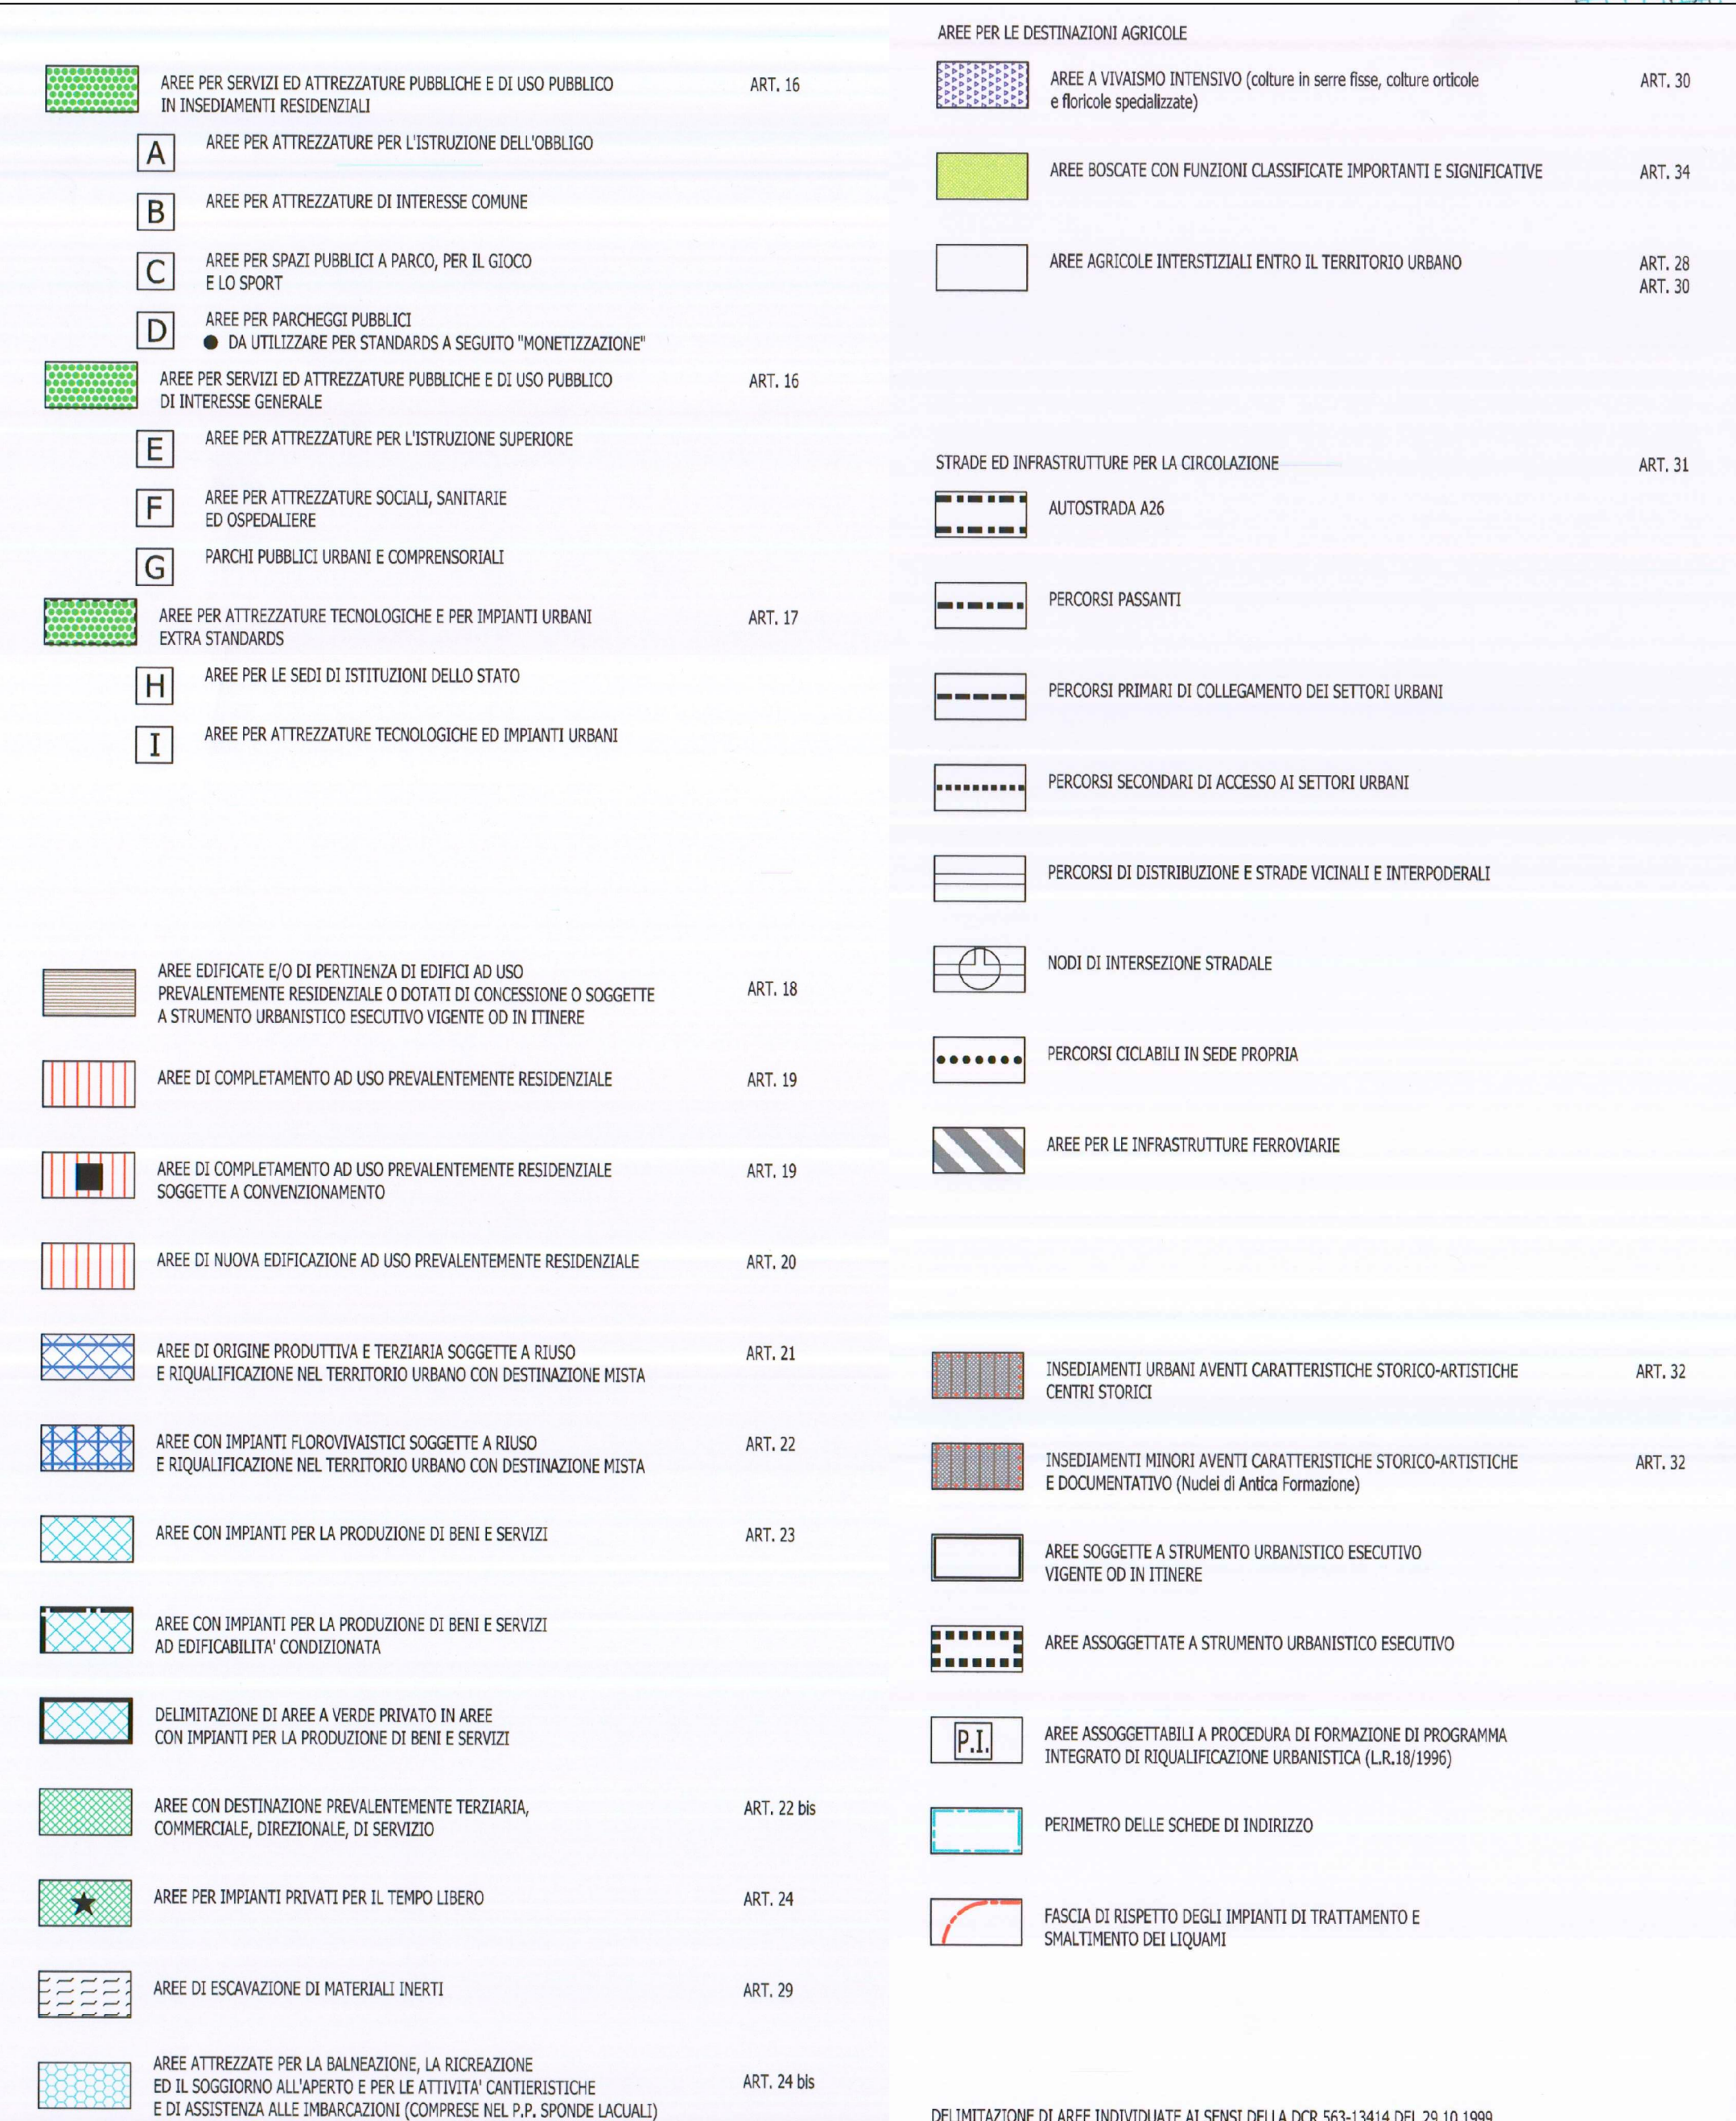 AREE PER SERVIZI ED ATTREZZATURE PUBBLICHE E DI USO PUBBLICO ART. 16
IN INSEDIAMENTI RESIDENZIALI
A AREE PER ATTREZZATURE PER L'ISTRUZIONE DELL'OBBLIGO
B AREE PER ATTREZZATURE DI INTERESSE COMUNE
C AREE PER SPAZI PUBBLICI A PARCO, PER IL GIOCO
E LO SPORT
D AREE PER PARCHEGGI PUBBLICI
● DA UTILIZZARE PER STANDARDS A SEGUITO "MONETIZZAZIONE"
AREE PER SERVIZI ED ATTREZZATURE PUBBLICHE E DI USO PUBBLICO ART. 16
DI INTERESSE GENERALE
E AREE PER ATTREZZATURE PER L'ISTRUZIONE SUPERIORE
F AREE PER ATTREZZATURE SOCIALI, SANITARIE
ED OSPEDALIERE
G PARCHI PUBBLICI URBANI E COMPRENSORIALI
AREE PER ATTREZZATURE TECNOLOGICHE E PER IMPIANTI URBANI ART. 17
EXTRA STANDARDS
H AREE PER LE SEDI DI ISTITUZIONI DELLO STATO
I AREE PER ATTREZZATURE TECNOLOGICHE ED IMPIANTI URBANI
AREE EDIFICATE E/O DI PERTINENZA DI EDIFICI AD USO
PREVALENTEMENTE RESIDENZIALE O DOTATI DI CONCESSIONE O SOGGETTE ART. 18
A STRUMENTO URBANISTICO ESECUTIVO VIGENTE OD IN ITINERE
AREE DI COMPLETAMENTO AD USO PREVALENTEMENTE RESIDENZIALE ART. 19
AREE DI COMPLETAMENTO AD USO PREVALENTEMENTE RESIDENZIALE ART. 19
SOGGETTE A CONVENZIONAMENTO
AREE DI NUOVA EDIFICAZIONE AD USO PREVALENTEMENTE RESIDENZIALE ART. 20
AREE DI ORIGINE PRODUTTIVA E TERZIARIA SOGGETTE A RIUSO ART. 21
E RIQUALIFICAZIONE NEL TERRITORIO URBANO CON DESTINAZIONE MISTA
AREE CON IMPIANTI FLOROVIVAISTICI SOGGETTE A RIUSO ART. 22
E RIQUALIFICAZIONE NEL TERRITORIO URBANO CON DESTINAZIONE MISTA
AREE CON IMPIANTI PER LA PRODUZIONE DI BENI E SERVIZI ART. 23
AREE CON IMPIANTI PER LA PRODUZIONE DI BENI E SERVIZI
AD EDIFICABILITA' CONDIZIONATA
DELIMITAZIONE DI AREE A VERDE PRIVATO IN AREE
CON IMPIANTI PER LA PRODUZIONE DI BENI E SERVIZI
AREE CON DESTINAZIONE PREVALENTEMENTE TERZIARIA, ART. 22 bis
COMMERCIALE, DIREZIONALE, DI SERVIZIO
AREE PER IMPIANTI PRIVATI PER IL TEMPO LIBERO ART. 24
AREE DI ESCAVAZIONE DI MATERIALI INERTI ART. 29
AREE ATTREZZATE PER LA BALNEAZIONE, LA RICREAZIONE
ED IL SOGGIORNO ALL'APERTO E PER LE ATTIVITA' CANTIERISTICHE ART. 24 bis
E DI ASSISTENZA ALLE IMBARCAZIONI (COMPRESE NEL P.P. SPONDE LACUALI)
AREE PER LE DESTINAZIONI AGRICOLE
AREE A VIVAISMO INTENSIVO (colture in serre fisse, colture orticole ART. 30
e floricole specializzate)
AREE BOSCATE CON FUNZIONI CLASSIFICATE IMPORTANTI E SIGNIFICATIVE ART. 34
AREE AGRICOLE INTERSTIZIALI ENTRO IL TERRITORIO URBANO ART. 28
ART. 30
STRADE ED INFRASTRUTTURE PER LA CIRCOLAZIONE ART. 31
AUTOSTRADA A26
PERCORSI PASSANTI
PERCORSI PRIMARI DI COLLEGAMENTO DEI SETTORI URBANI
PERCORSI SECONDARI DI ACCESSO AI SETTORI URBANI
PERCORSI DI DISTRIBUZIONE E STRADE VICINALI E INTERPODERALI
NODI DI INTERSEZIONE STRADALE
PERCORSI CICLABILI IN SEDE PROPRIA
AREE PER LE INFRASTRUTTURE FERROVIARIE
INSEDIAMENTI URBANI AVENTI CARATTERISTICHE STORICO-ARTISTICHE ART. 32
CENTRI STORICI
INSEDIAMENTI MINORI AVENTI CARATTERISTICHE STORICO-ARTISTICHE ART. 32
E DOCUMENTATIVO (Nuclei di Antica Formazione)
AREE SOGGETTE A STRUMENTO URBANISTICO ESECUTIVO
VIGENTE OD IN ITINERE
AREE ASSOGGETTATE A STRUMENTO URBANISTICO ESECUTIVO
P.I. AREE ASSOGGETTABILI A PROCEDURA DI FORMAZIONE DI PROGRAMMA
INTEGRATO DI RIQUALIFICAZIONE URBANISTICA (L.R.18/1996)
PERIMETRO DELLE SCHEDE DI INDIRIZZO
FASCIA DI RISPETTO DEGLI IMPIANTI DI TRATTAMENTO E
SMALTIMENTO DEI LIQUAMI
DELIMITAZIONE DI AREE INDIVIDUATE AI SENSI DELLA DCR 563-13414 DEL 29.10.1999